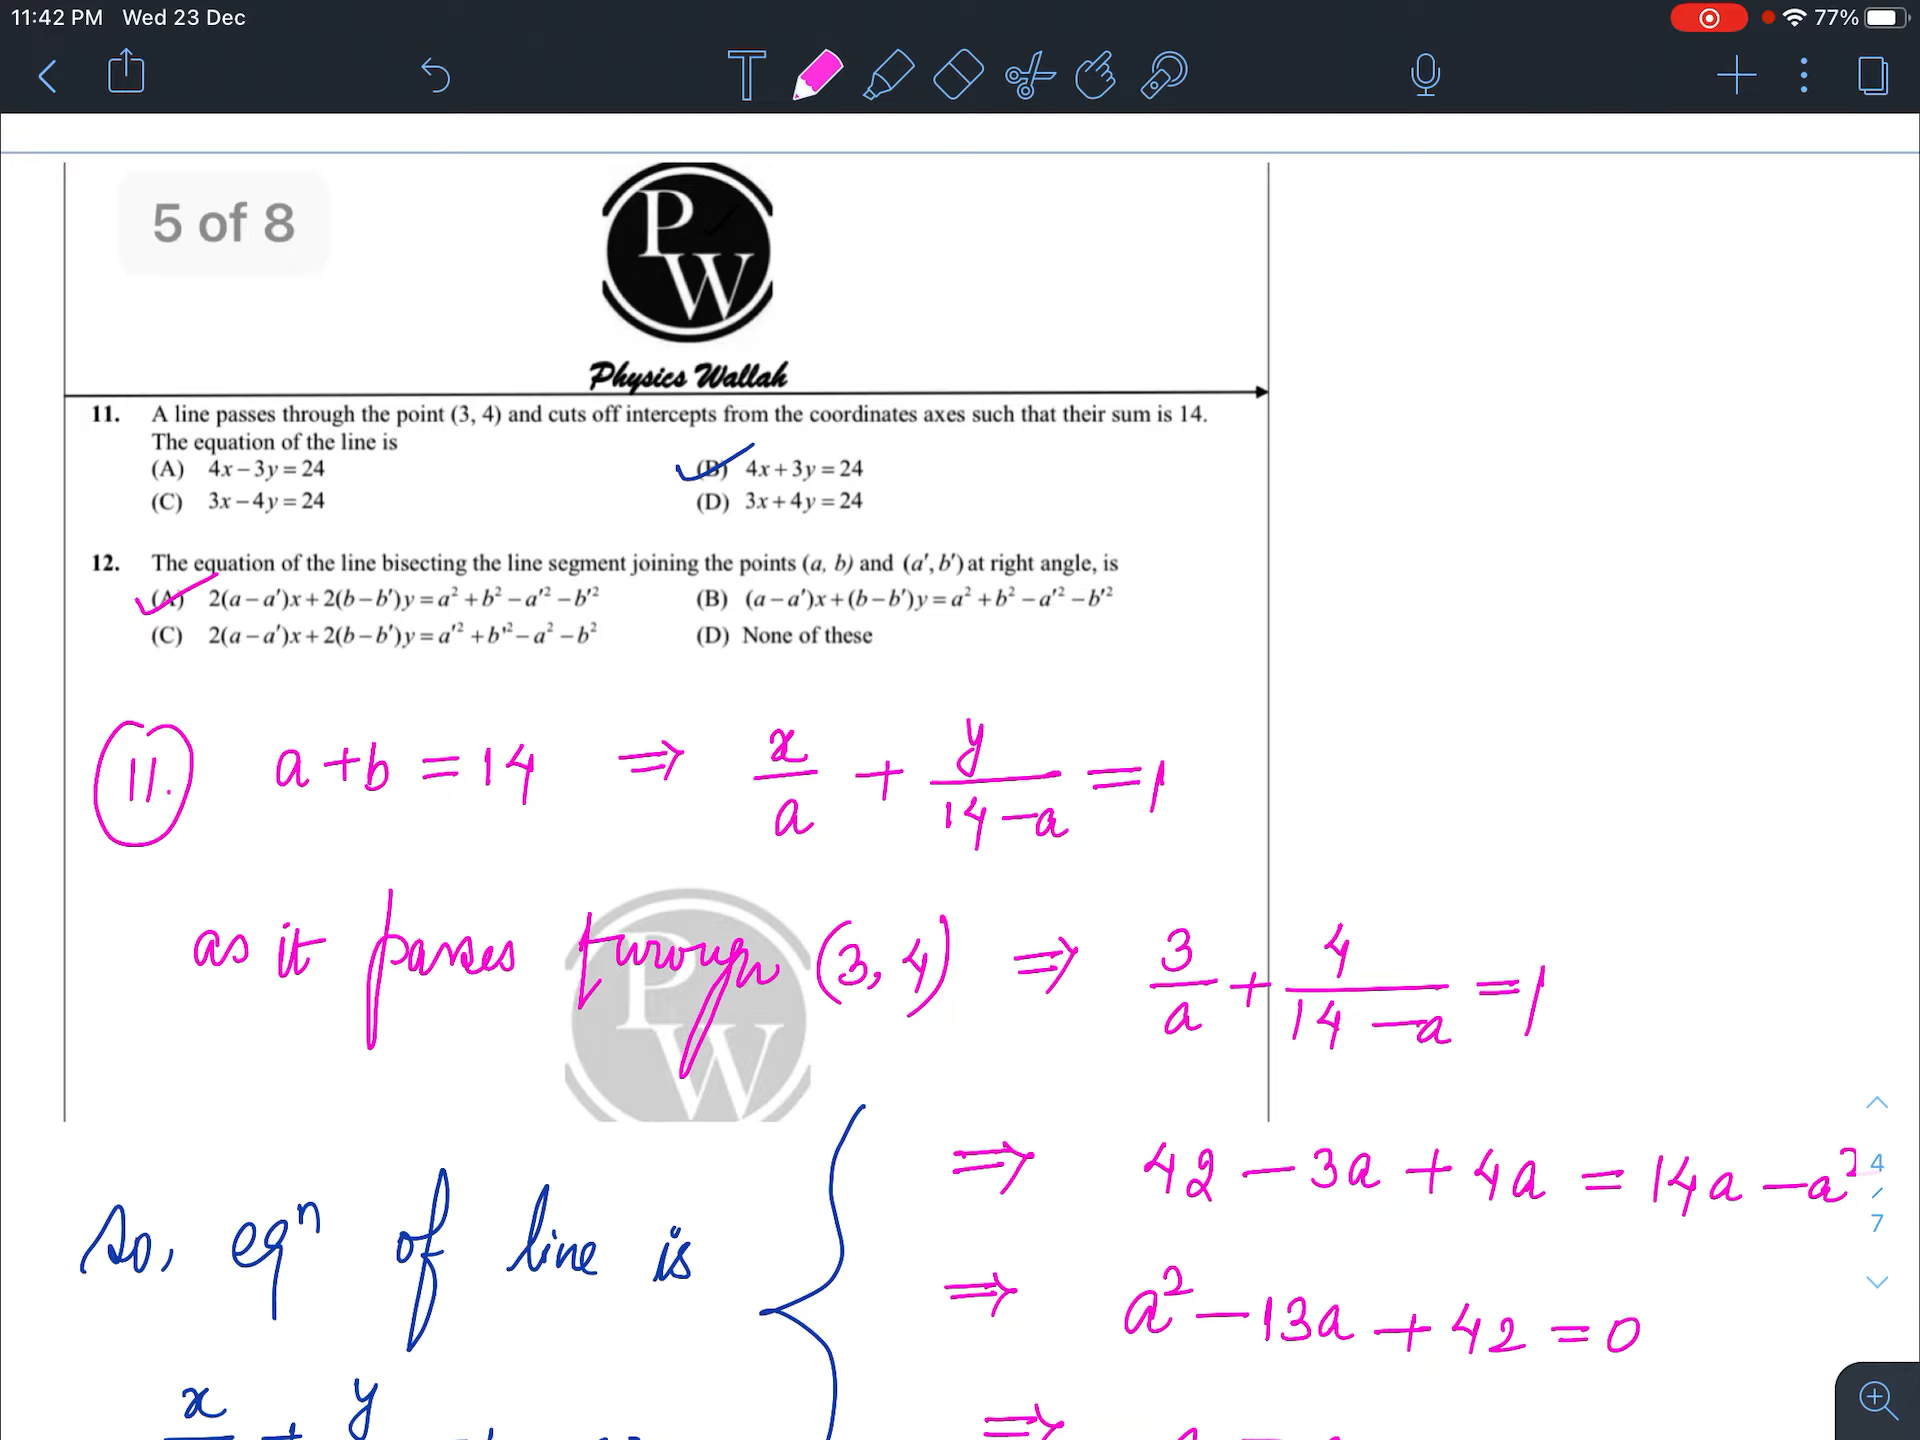 11:42 PM Wed 23 Dec
77%
T
5 of 8
PW
Physics Wallah
11. A line passes through the point (3, 4) and cuts off intercepts from the coordinates axes such that their sum is 14.
The equation of the line is
(A) 4x – 3y = 24 (B) 4x + 3y = 24
(C) 3x – 4y = 24 (D) 3x + 4y = 24
12. The equation of the line bisecting the line segment joining the points (a, b) and (a′, b′) at right angle, is
(A) 2(a – a′)x + 2(b – b′)y = a² + b² – a′² – b′² (B) (a – a′)x + (b – b′)y = a² + b² – a′² – b′²
(C) 2(a – a′)x + 2(b – b′)y = a′² + b′² – a² – b² (D) None of these
11. a + b = 14 ⇒ x/a + y/(14 – a) = 1
as it passes through (3, 4) ⇒ 3/a + 4/(14 – a) = 1
PW
⇒ 42 – 3a + 4a = 14a – a²
4/7
So, eqⁿ of line is
⇒ a² – 13a + 42 = 0
x + y
⇒